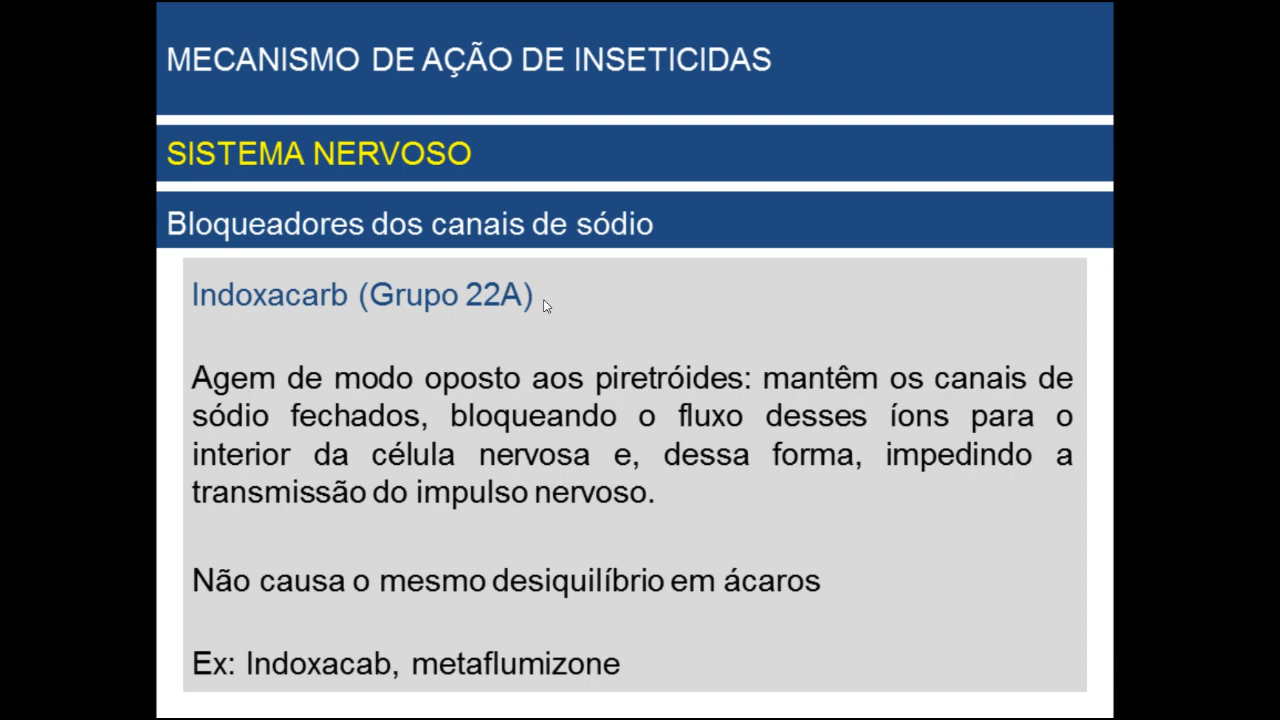 MECANISMO DE AÇÃO DE INSETICIDAS
SISTEMA NERVOSO
Bloqueadores dos canais de sódio
Indoxacarb (Grupo 22A)
Agem de modo oposto aos piretróides: mantêm os canais de
sódio fechados, bloqueando o fluxo desses íons para o
interior da célula nervosa e, dessa forma, impedindo a
transmissão do impulso nervoso.
Não causa o mesmo desiquilíbrio em ácaros
Ex: Indoxacab, metaflumizone